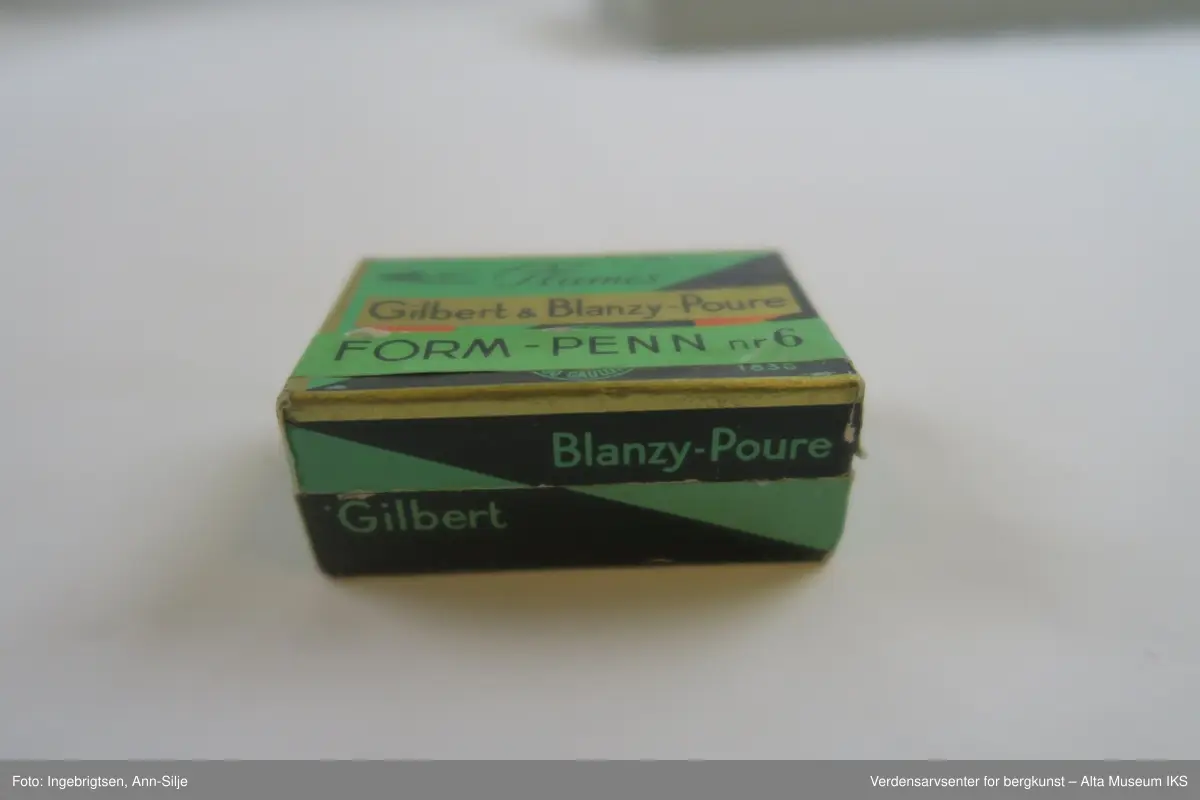 Plumes
Gilbert & Blanzy-Poure
FORM-PENN nr 6
1830
Blanzy-Poure
Gilbert
Foto: Ingebrigtsen, Ann-Silje
Verdensarvsenter for bergkunst – Alta Museum IKS